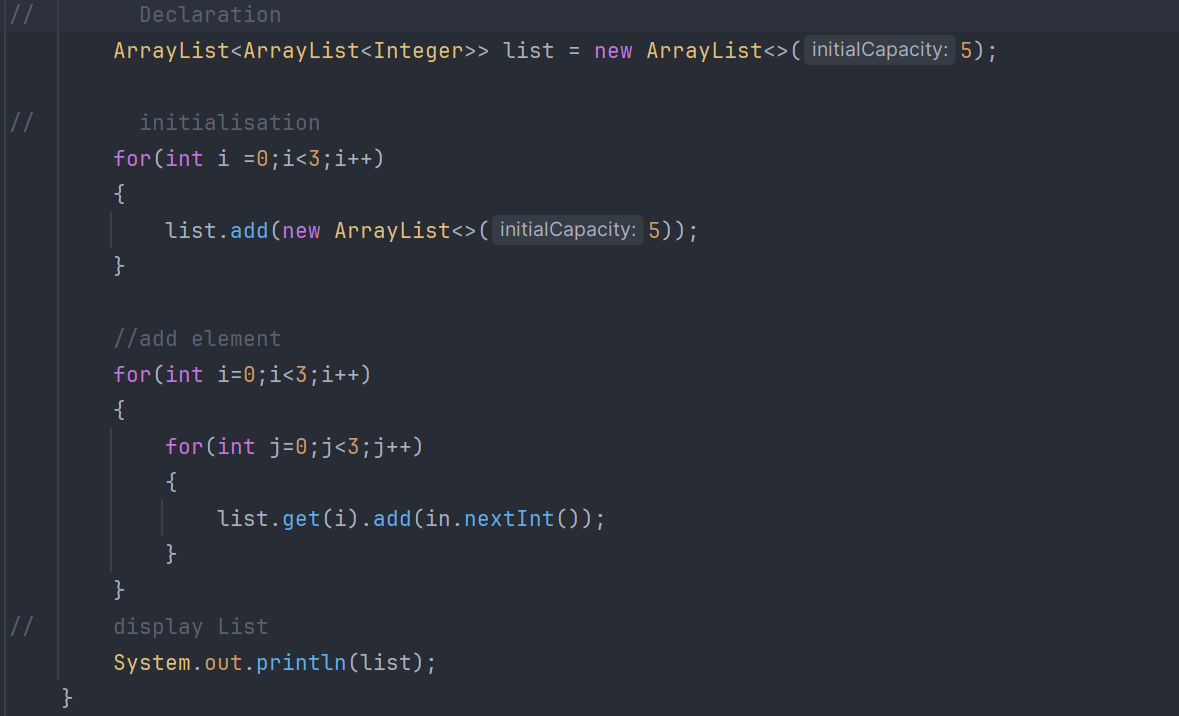 //        Declaration
        ArrayList<ArrayList<Integer>> list = new ArrayList<>( initialCapacity: 5);
//        initialisation
        for(int i =0;i<3;i++)
        {
            list.add(new ArrayList<>( initialCapacity: 5));
        }
        //add element
        for(int i=0;i<3;i++)
        {
            for(int j=0;j<3;j++)
            {
                list.get(i).add(in.nextInt());
            }
        }
//      display List
        System.out.println(list);
    }